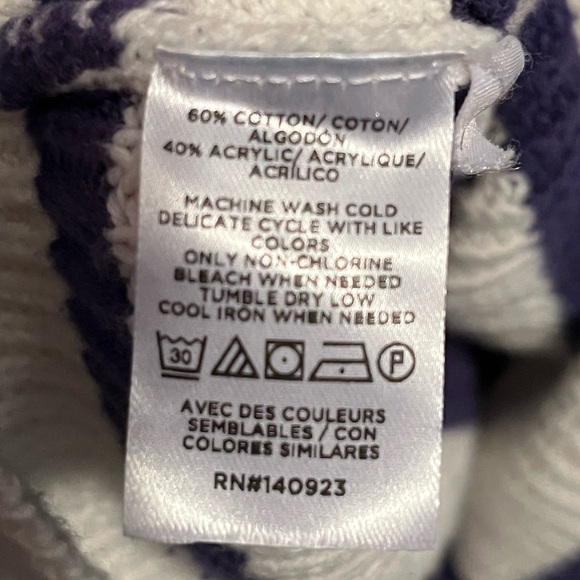 60% COTTON/ COTON/
ALGODÓN
40% ACRYLIC/ ACRYLIQUE/
ACRÍLICO
MACHINE WASH COLD
DELICATE CYCLE WITH LIKE
COLORS
ONLY NON-CHLORINE
BLEACH WHEN NEEDED
TUMBLE DRY LOW
COOL IRON WHEN NEEDED
30 P
AVEC DES COULEURS
SEMBLABLES / CON
COLORES SIMILARES
RN#140923